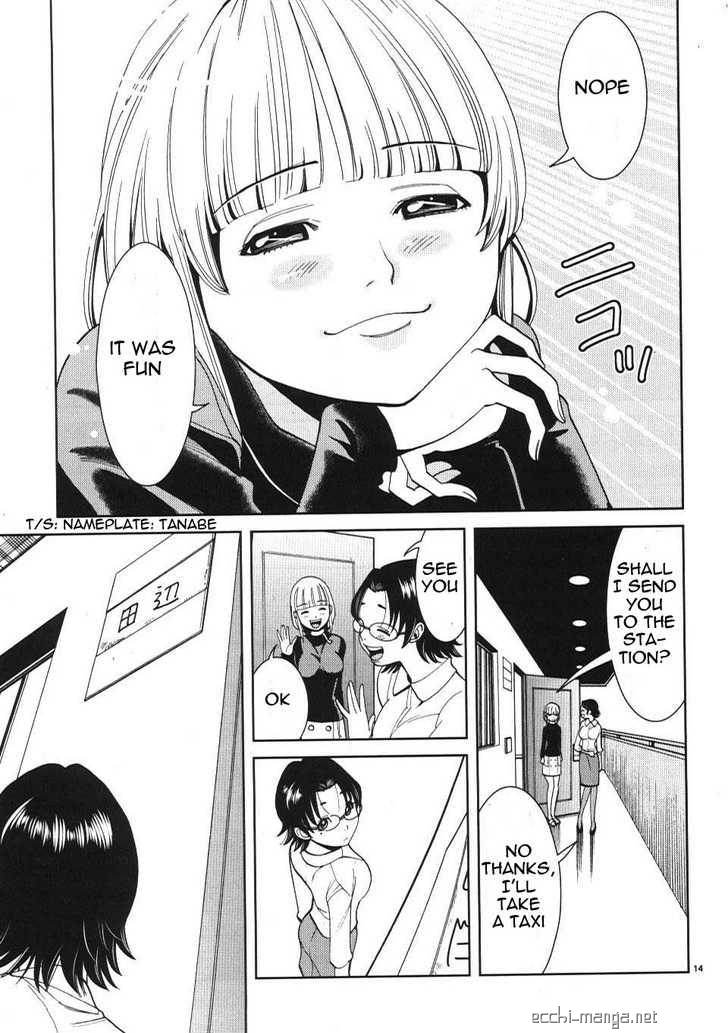 NOPE
IT WAS
FUN
ニコッ
T/S: NAMEPLATE: TANABE
SHALL
I SEND
YOU
TO THE
STA-
TION?
NO
THANKS,
I'LL
TAKE
A TAXI
SEE
YOU
OK
田辺
14
ecchi-manga.net